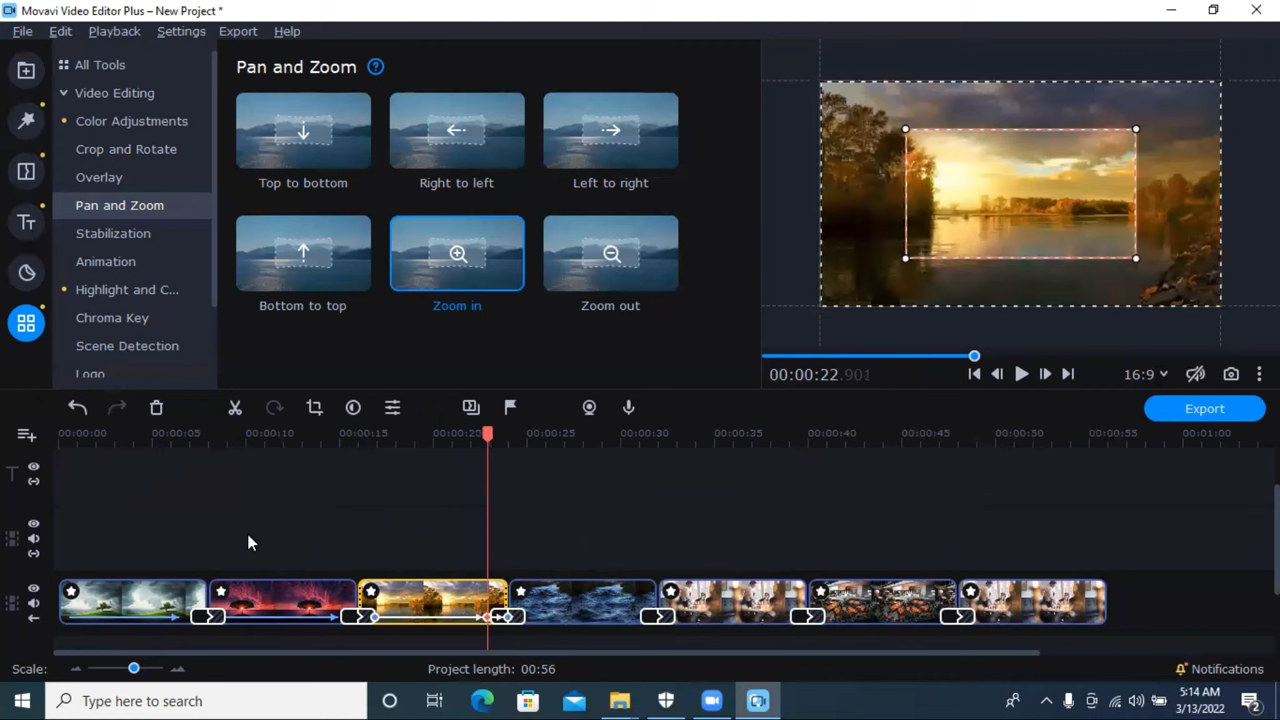 Movavi Video Editor Plus – New Project *
File Edit Playback Settings Export Help
All Tools
Video Editing
Color Adjustments
Crop and Rotate
Overlay
Pan and Zoom
Stabilization
Animation
Highlight and C...
Chroma Key
Scene Detection
Logo
Pan and Zoom ?
Top to bottom
Right to left
Left to right
Bottom to top
Zoom in
Zoom out
00:00:22.901
16:9
Export
00:00:00 00:00:05 00:00:10 00:00:15 00:00:20 00:00:25 00:00:30 00:00:35 00:00:40 00:00:45 00:00:50 00:00:55 00:01:00
Scale:
Project length: 00:56
Notifications
Type here to search
5:14 AM
3/13/2022
2